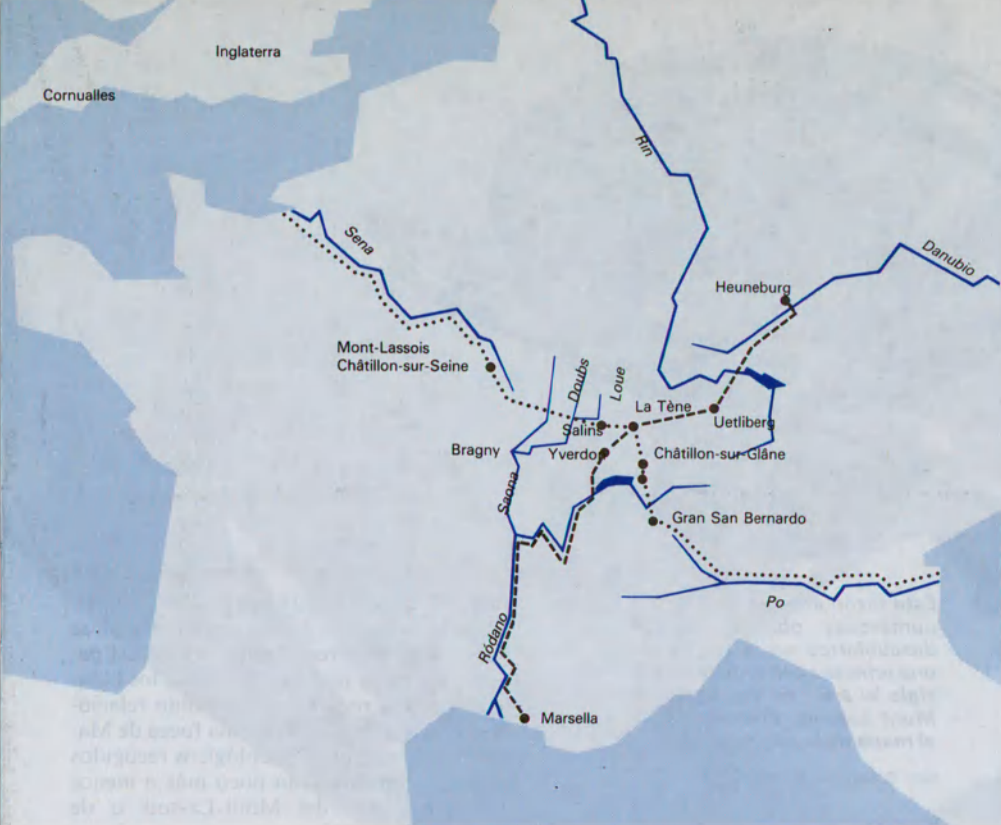 Inglaterra
Cornualles
Rin
Sena
Danubio
Heuneburg
Mont-Lassois
Châtillon-sur-Seine
Doubs
Loue
La Tène
Salins
Uetliberg
Bragny
Châtillon-sur-Glâne
Saona
Gran San Bernardo
Po
Ródano
Marsella